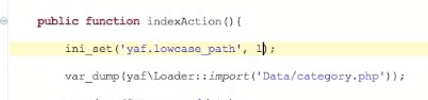 public function indexAction(){
ini_set('yaf.lowcase_path', 1);
var_dump(yaf\Loader::import('Data/category.php'));